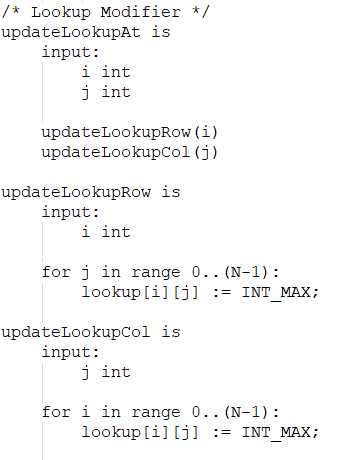 /* Lookup Modifier */
updateLookupAt is
    input:
        i int
        j int

    updateLookupRow(i)
    updateLookupCol(j)

updateLookupRow is
    input:
        i int

    for j in range 0..(N-1):
        lookup[i][j] := INT_MAX;

updateLookupCol is
    input:
        j int

    for i in range 0..(N-1):
        lookup[i][j] := INT_MAX;